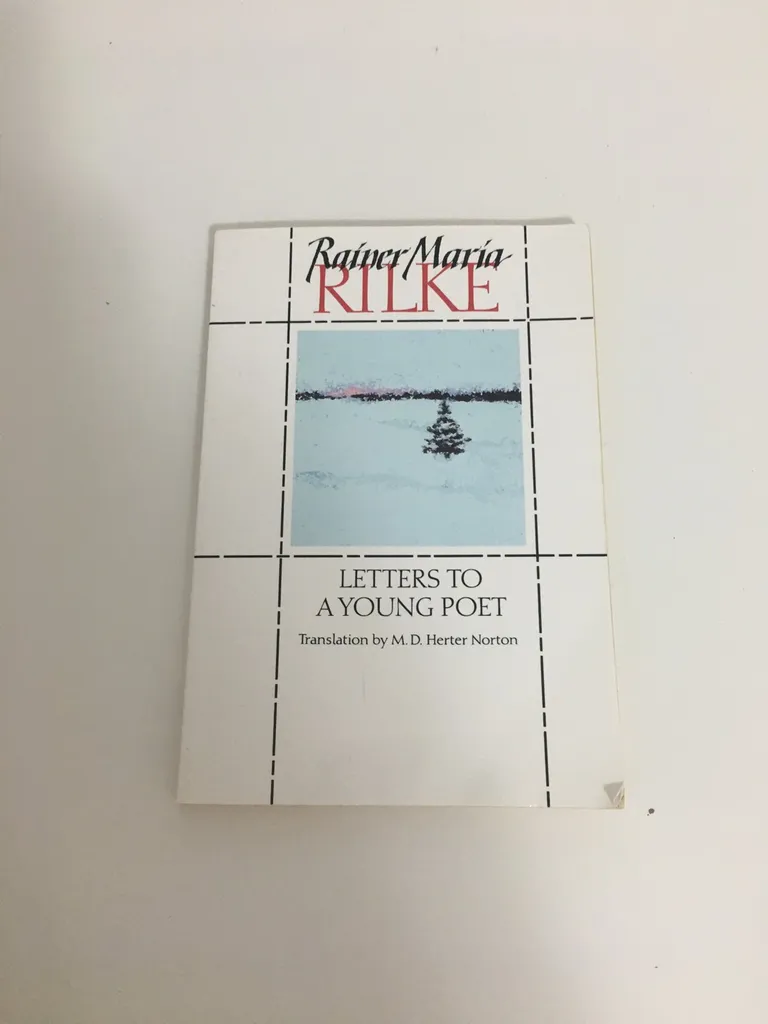 Rainer Maria
RILKE
LETTERS TO
A YOUNG POET
Translation by M. D. Herter Norton